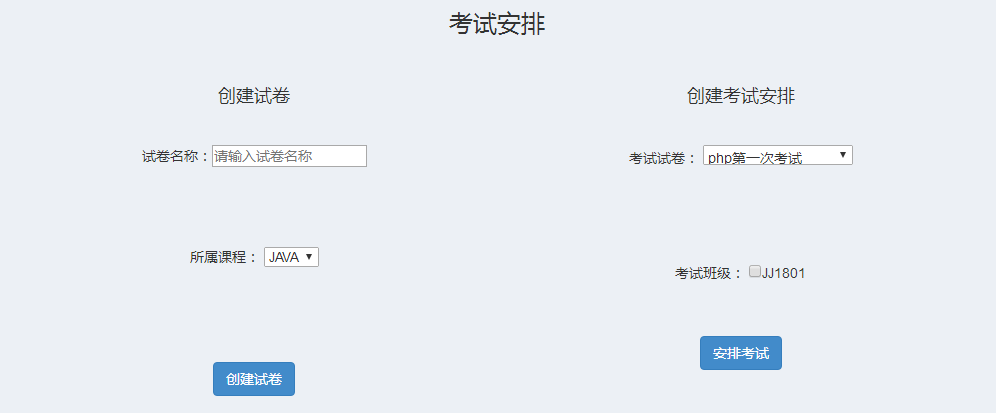 考试安排
创建试卷
试卷名称：请输入试卷名称
所属课程： JAVA
创建试卷
创建考试安排
考试试卷： php第一次考试
考试班级： JJ1801
安排考试